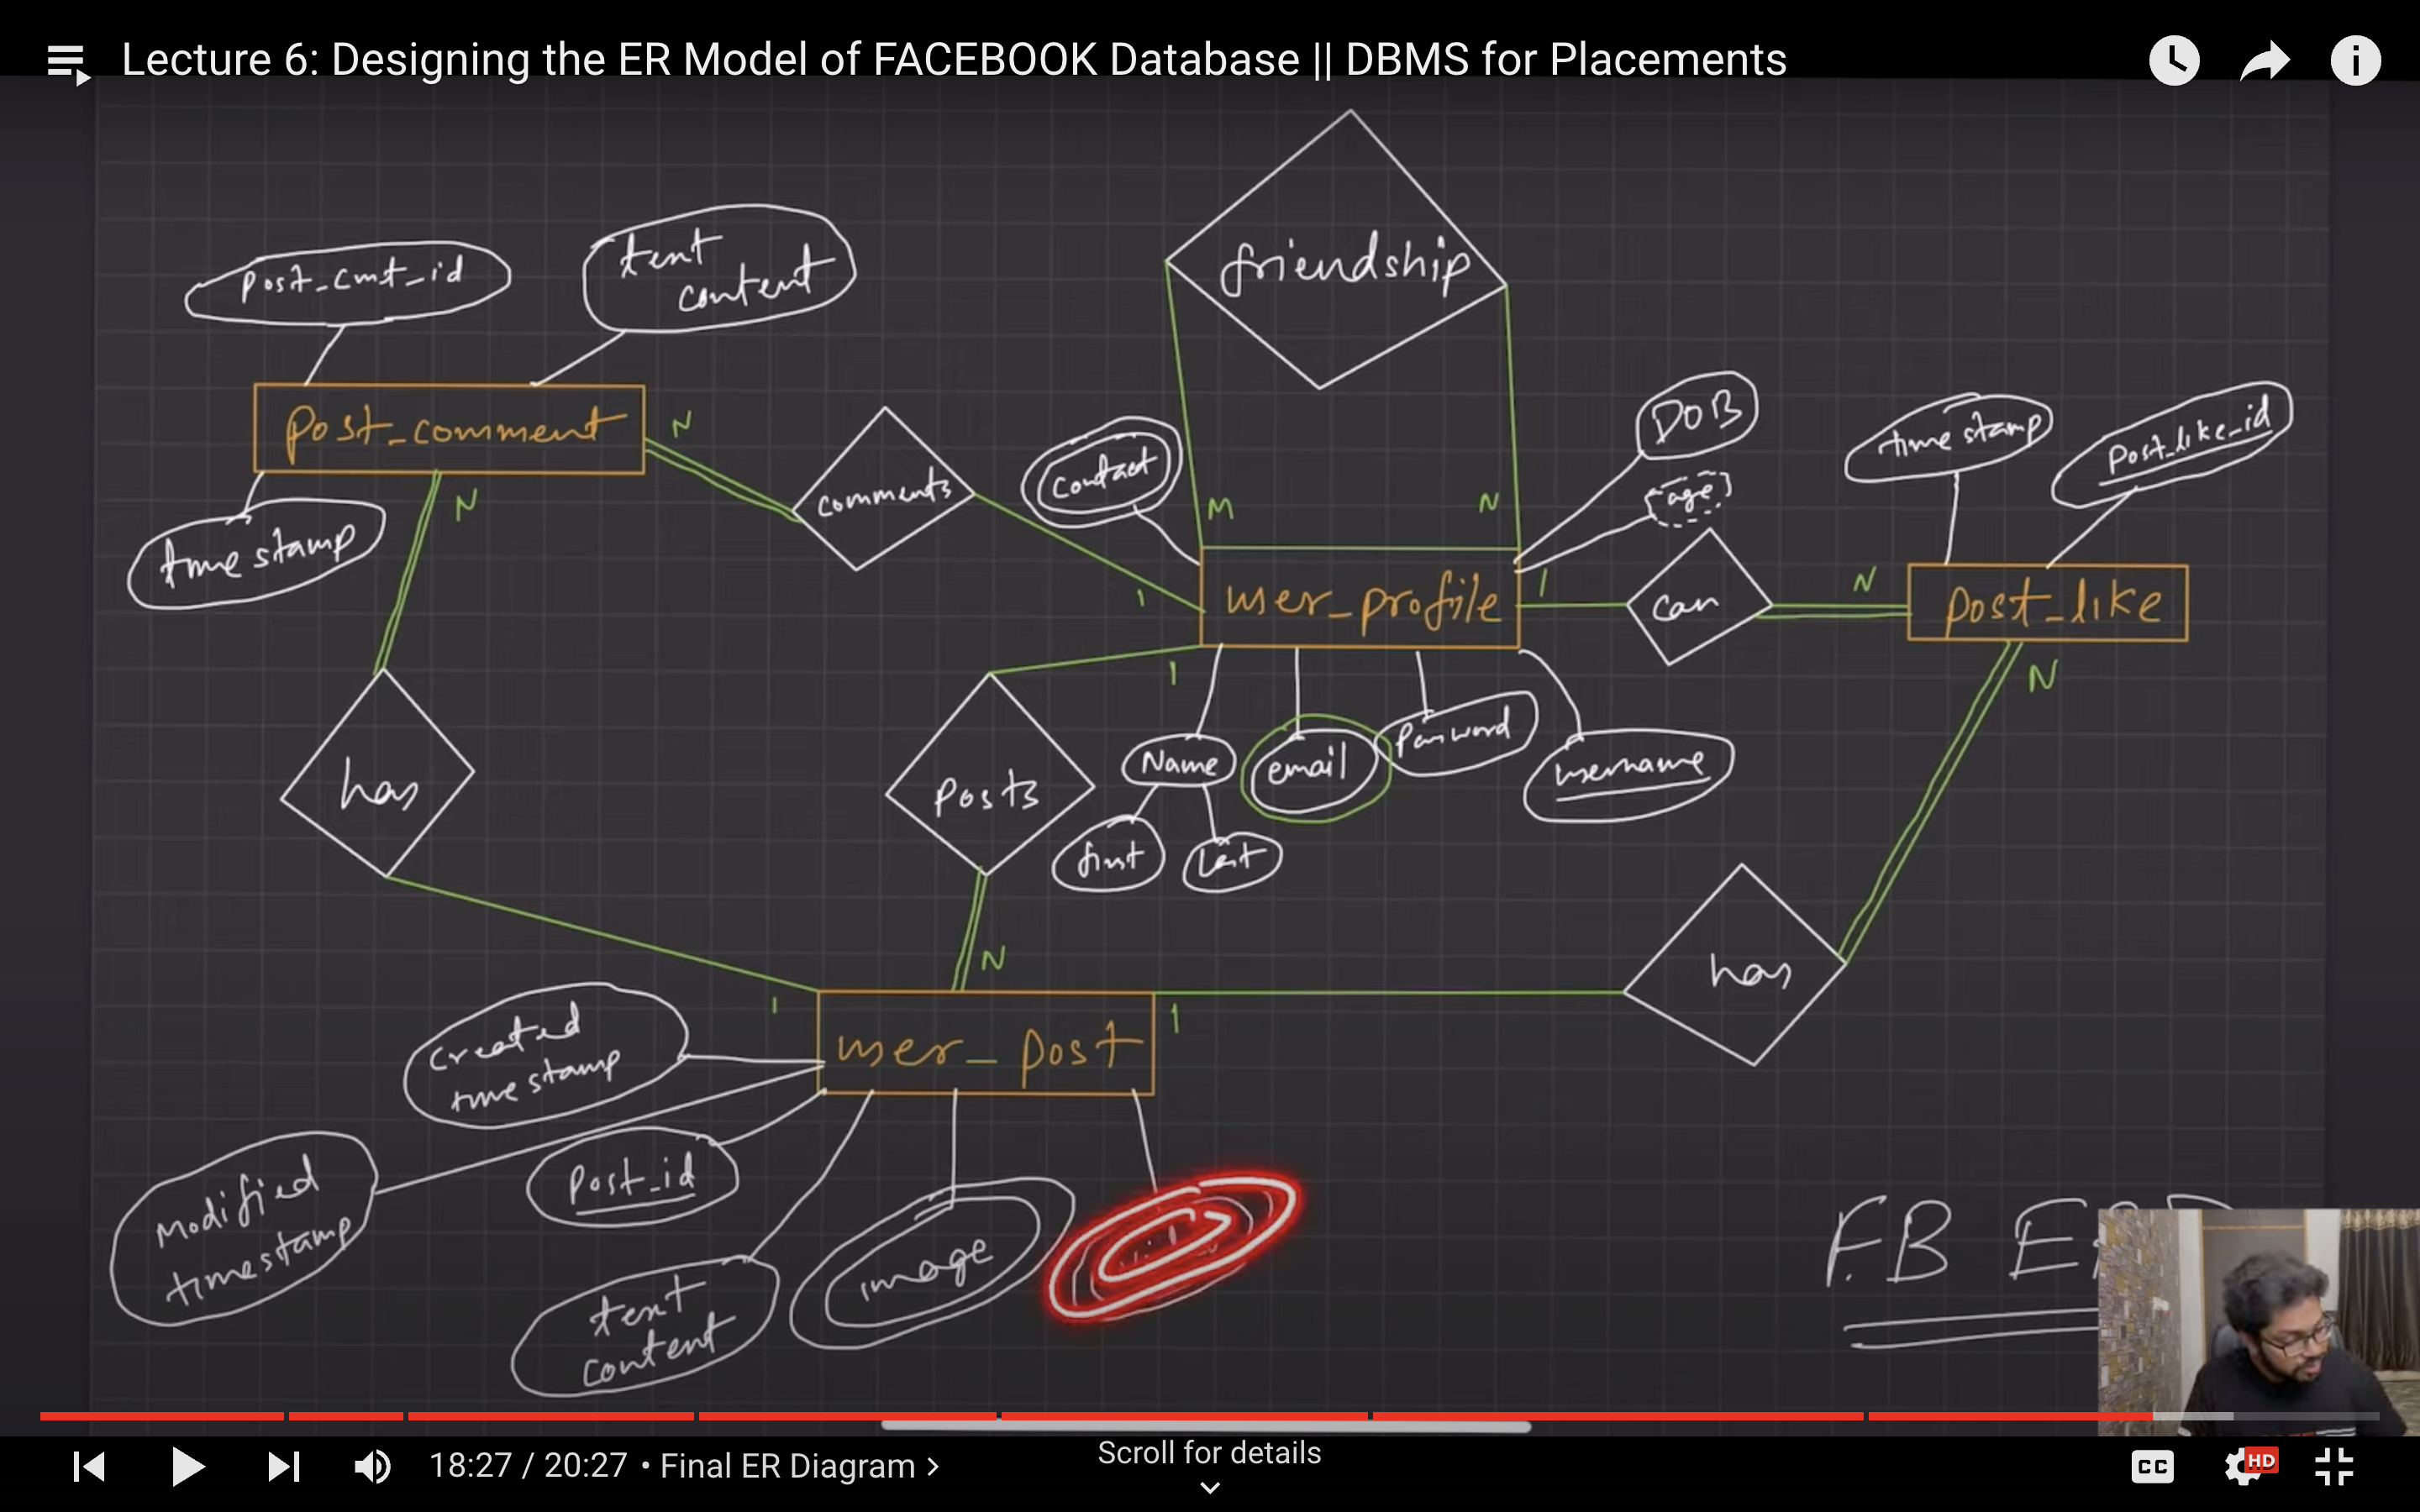 Lecture 6: Designing the ER Model of FACEBOOK Database || DBMS for Placements
friendship
post_cmt_id
text
content
post_comment
N
N
time stamp
comments
contact
M
N
DOB
age
time stamp
Post_like_id
1
user_profile
1
can
N
post_like
N
1
has
posts
Name
email
Password
username
first
Last
N
has
1
1
user_post
created
time stamp
Modified
timestamp
Post_id
text
content
image
FB
18:27 / 20:27 • Final ER Diagram
Scroll for details
CC
HD